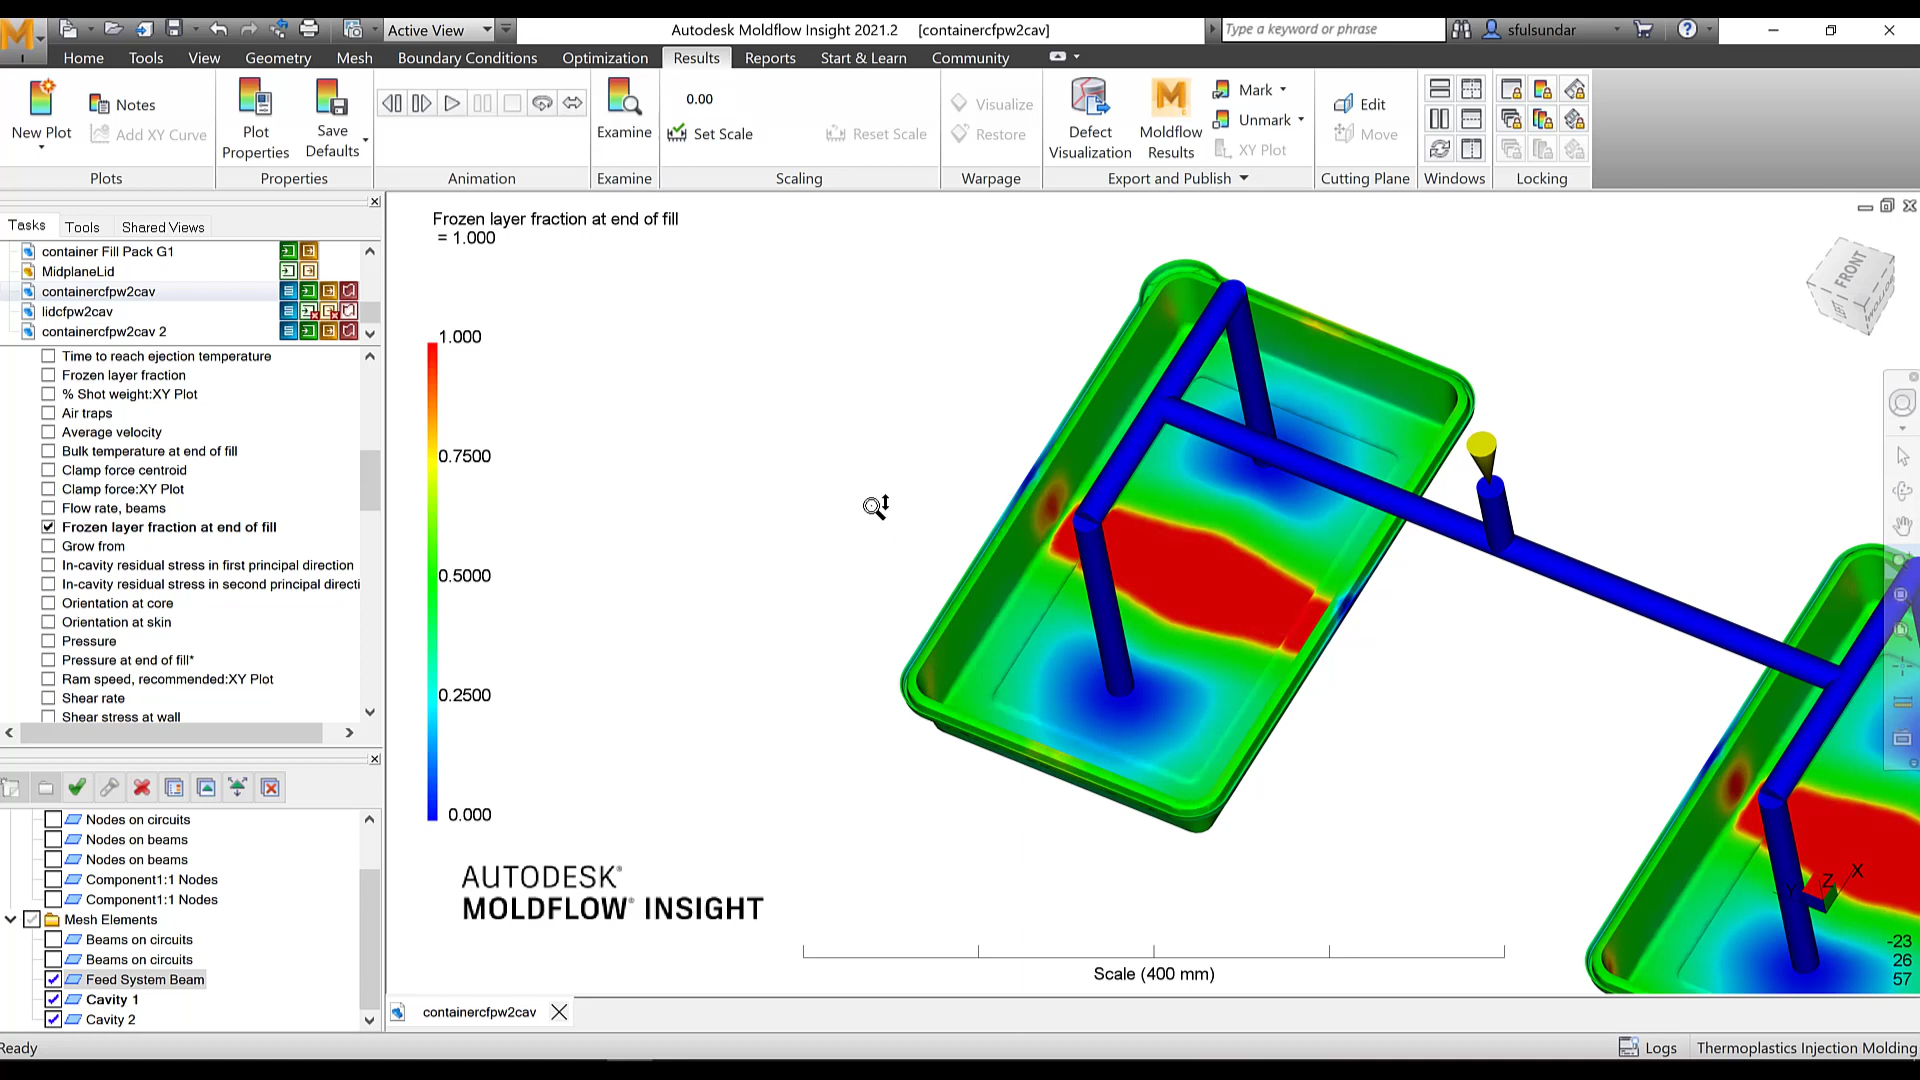 Active View
Autodesk Moldflow Insight 2021.2 [containercfpw2cav]
Type a keyword or phrase
sfulsundar
Home Tools View Geometry Mesh Boundary Conditions Optimization Results Reports Start & Learn Community
New Plot
Notes
Add XY Curve
Plot Properties
Save Defaults
Examine
0.00
Set Scale
Reset Scale
Visualize
Restore
Defect Visualization
Moldflow Results
Mark
Unmark
XY Plot
Edit
Move
Plots Properties Animation Examine Scaling Warpage Export and Publish Cutting Plane Windows Locking
Tasks Tools Shared Views
container Fill Pack G1
MidplaneLid
containercfpw2cav
lidcfpw2cav
containercfpw2cav 2
Time to reach ejection temperature
Frozen layer fraction
% Shot weight:XY Plot
Air traps
Average velocity
Bulk temperature at end of fill
Clamp force centroid
Clamp force:XY Plot
Flow rate, beams
Frozen layer fraction at end of fill
Grow from
In-cavity residual stress in first principal direction
In-cavity residual stress in second principal directi
Orientation at core
Orientation at skin
Pressure
Pressure at end of fill*
Ram speed, recommended:XY Plot
Shear rate
Shear stress at wall
Nodes on circuits
Nodes on beams
Nodes on beams
Component1:1 Nodes
Component1:1 Nodes
Mesh Elements
Beams on circuits
Beams on circuits
Feed System Beam
Cavity 1
Cavity 2
Frozen layer fraction at end of fill
= 1.000
1.000
0.7500
0.5000
0.2500
0.000
AUTODESK®
MOLDFLOW® INSIGHT
Scale (400 mm)
FRONT
LEFT
X
Y
Z
-23
26
57
containercfpw2cav
Ready
Logs
Thermoplastics Injection Molding